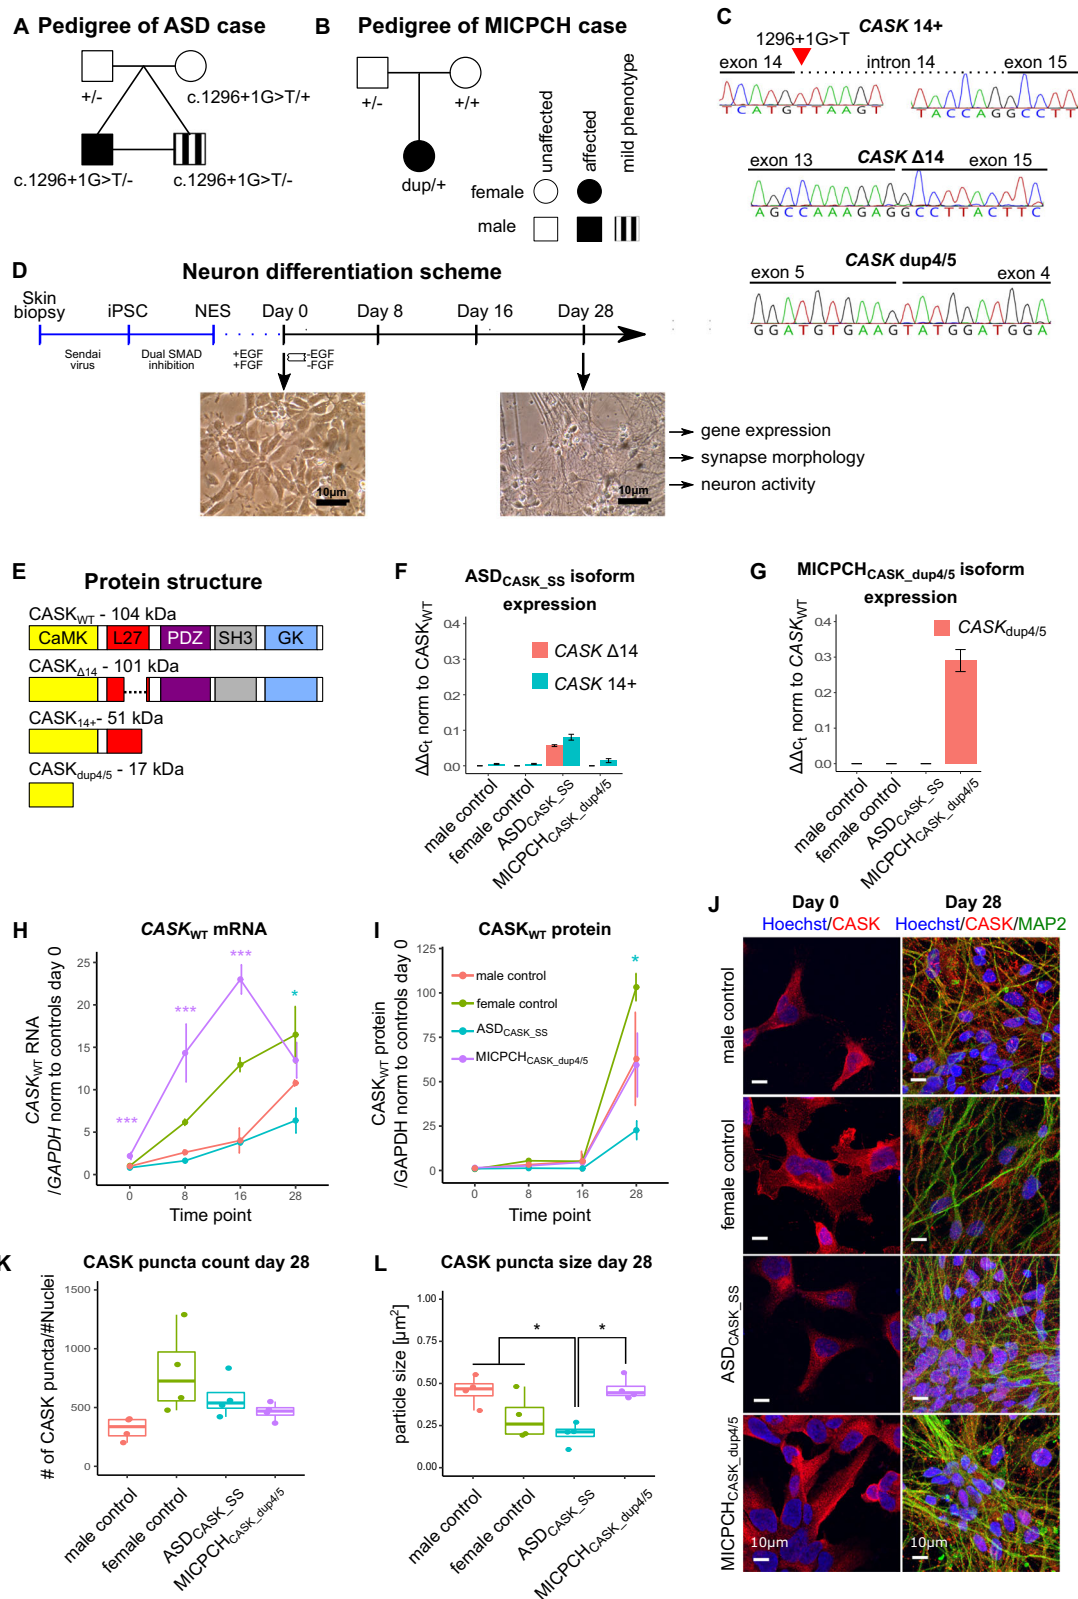 A Pedigree of ASD case
+/-
c.1296+1G>T/+
c.1296+1G>T/-
c.1296+1G>T/-
B Pedigree of MICPCH case
+/-
+/+
dup/+
unaffected
affected
mild phenotype
female
male
C
CASK 14+
1296+1G>T
exon 14
intron 14
exon 15
TCATGTTAAGT
TACCAGGCCTT
CASK Δ14
exon 13
exon 15
AGCCAAAGAGGCCTTACTTC
CASK dup4/5
exon 5
exon 4
GGATGTGAAGTATGGATGGA
D
Neuron differentiation scheme
Skin biopsy
iPSC
NES
Day 0
Day 8
Day 16
Day 28
Sendai virus
Dual SMAD inhibition
+EGF
+FGF
-EGF
-FGF
10µm
10µm
gene expression
synapse morphology
neuron activity
E
Protein structure
CASKWT - 104 kDa
CaMK L27 PDZ SH3 GK
CASKΔ14 - 101 kDa
CASK14+ - 51 kDa
CASKdup4/5 - 17 kDa
F
ASDCASK_SS isoform
expression
ΔΔct norm to CASKWT
0.4
0.3
0.2
0.1
0.0
CASK Δ14
CASK 14+
male control
female control
ASDCASK_SS
MICPCHCASK_dup4/5
G
MICPCHCASK_dup4/5 isoform
expression
ΔΔct norm to CASKWT
0.4
0.3
0.2
0.1
0.0
CASKdup4/5
male control
female control
ASDCASK_SS
MICPCHCASK_dup4/5
H
CASKWT mRNA
CASKWT RNA
/GAPDH norm to controls day 0
25
20
15
10
5
0
***
***
***
*
0 8 16 28
Time point
I
CASKWT protein
CASKWT protein
/GAPDH norm to controls day 0
125
100
75
50
25
0
male control
female control
ASDCASK_SS
MICPCHCASK_dup4/5
*
0 8 16 28
Time point
J
Day 0
Day 28
Hoechst/CASK
Hoechst/CASK/MAP2
male control
female control
ASDCASK_SS
MICPCHCASK_dup4/5
10µm
10µm
K
CASK puncta count day 28
# of CASK puncta/#Nuclei
1500
1000
500
0
male control
female control
ASDCASK_SS
MICPCHCASK_dup4/5
L
CASK puncta size day 28
particle size [µm²]
1.00
0.75
0.50
0.25
0.00
*
*
male control
female control
ASDCASK_SS
MICPCHCASK_dup4/5